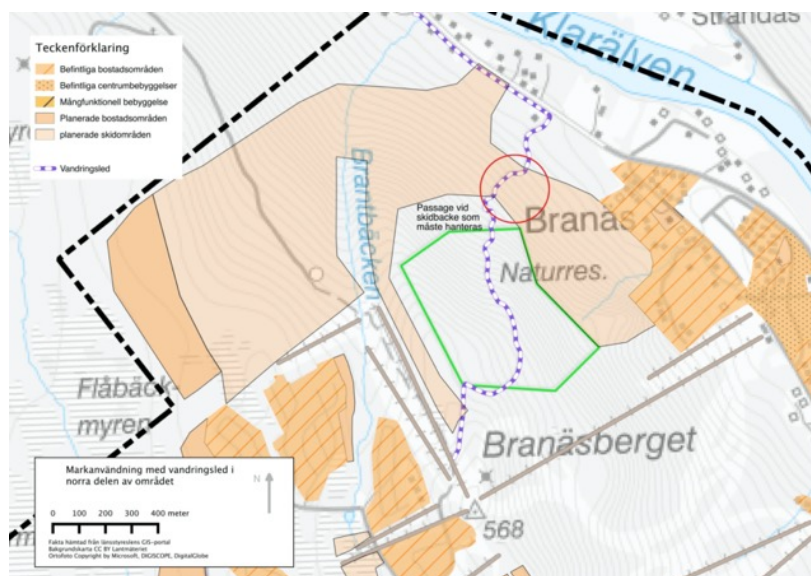 Teckenförklaring
Befintliga bostadsområden
Befintliga centrumbebyggelser
Mångfunktionell bebyggelse
Planerade bostadsområden
planerade skidområden
Vandringsled
Klarälven
Strandås
Brantbäcken
Passage vid
skidbacke som
måste hanteras
Branäs
Naturres.
Flåbäck-
myren
Branäsberget
568
Markanvändning med vandringsled i
norra delen av området
N
0 100 200 300 400 meter
Fakta hämtad från länsstyrelsens GIS-portal
Bakgrundskarta CC BY Lantmäteriet
Ortofoto Copyright by Microsoft, DIGISCOPE, DigitalGlobe